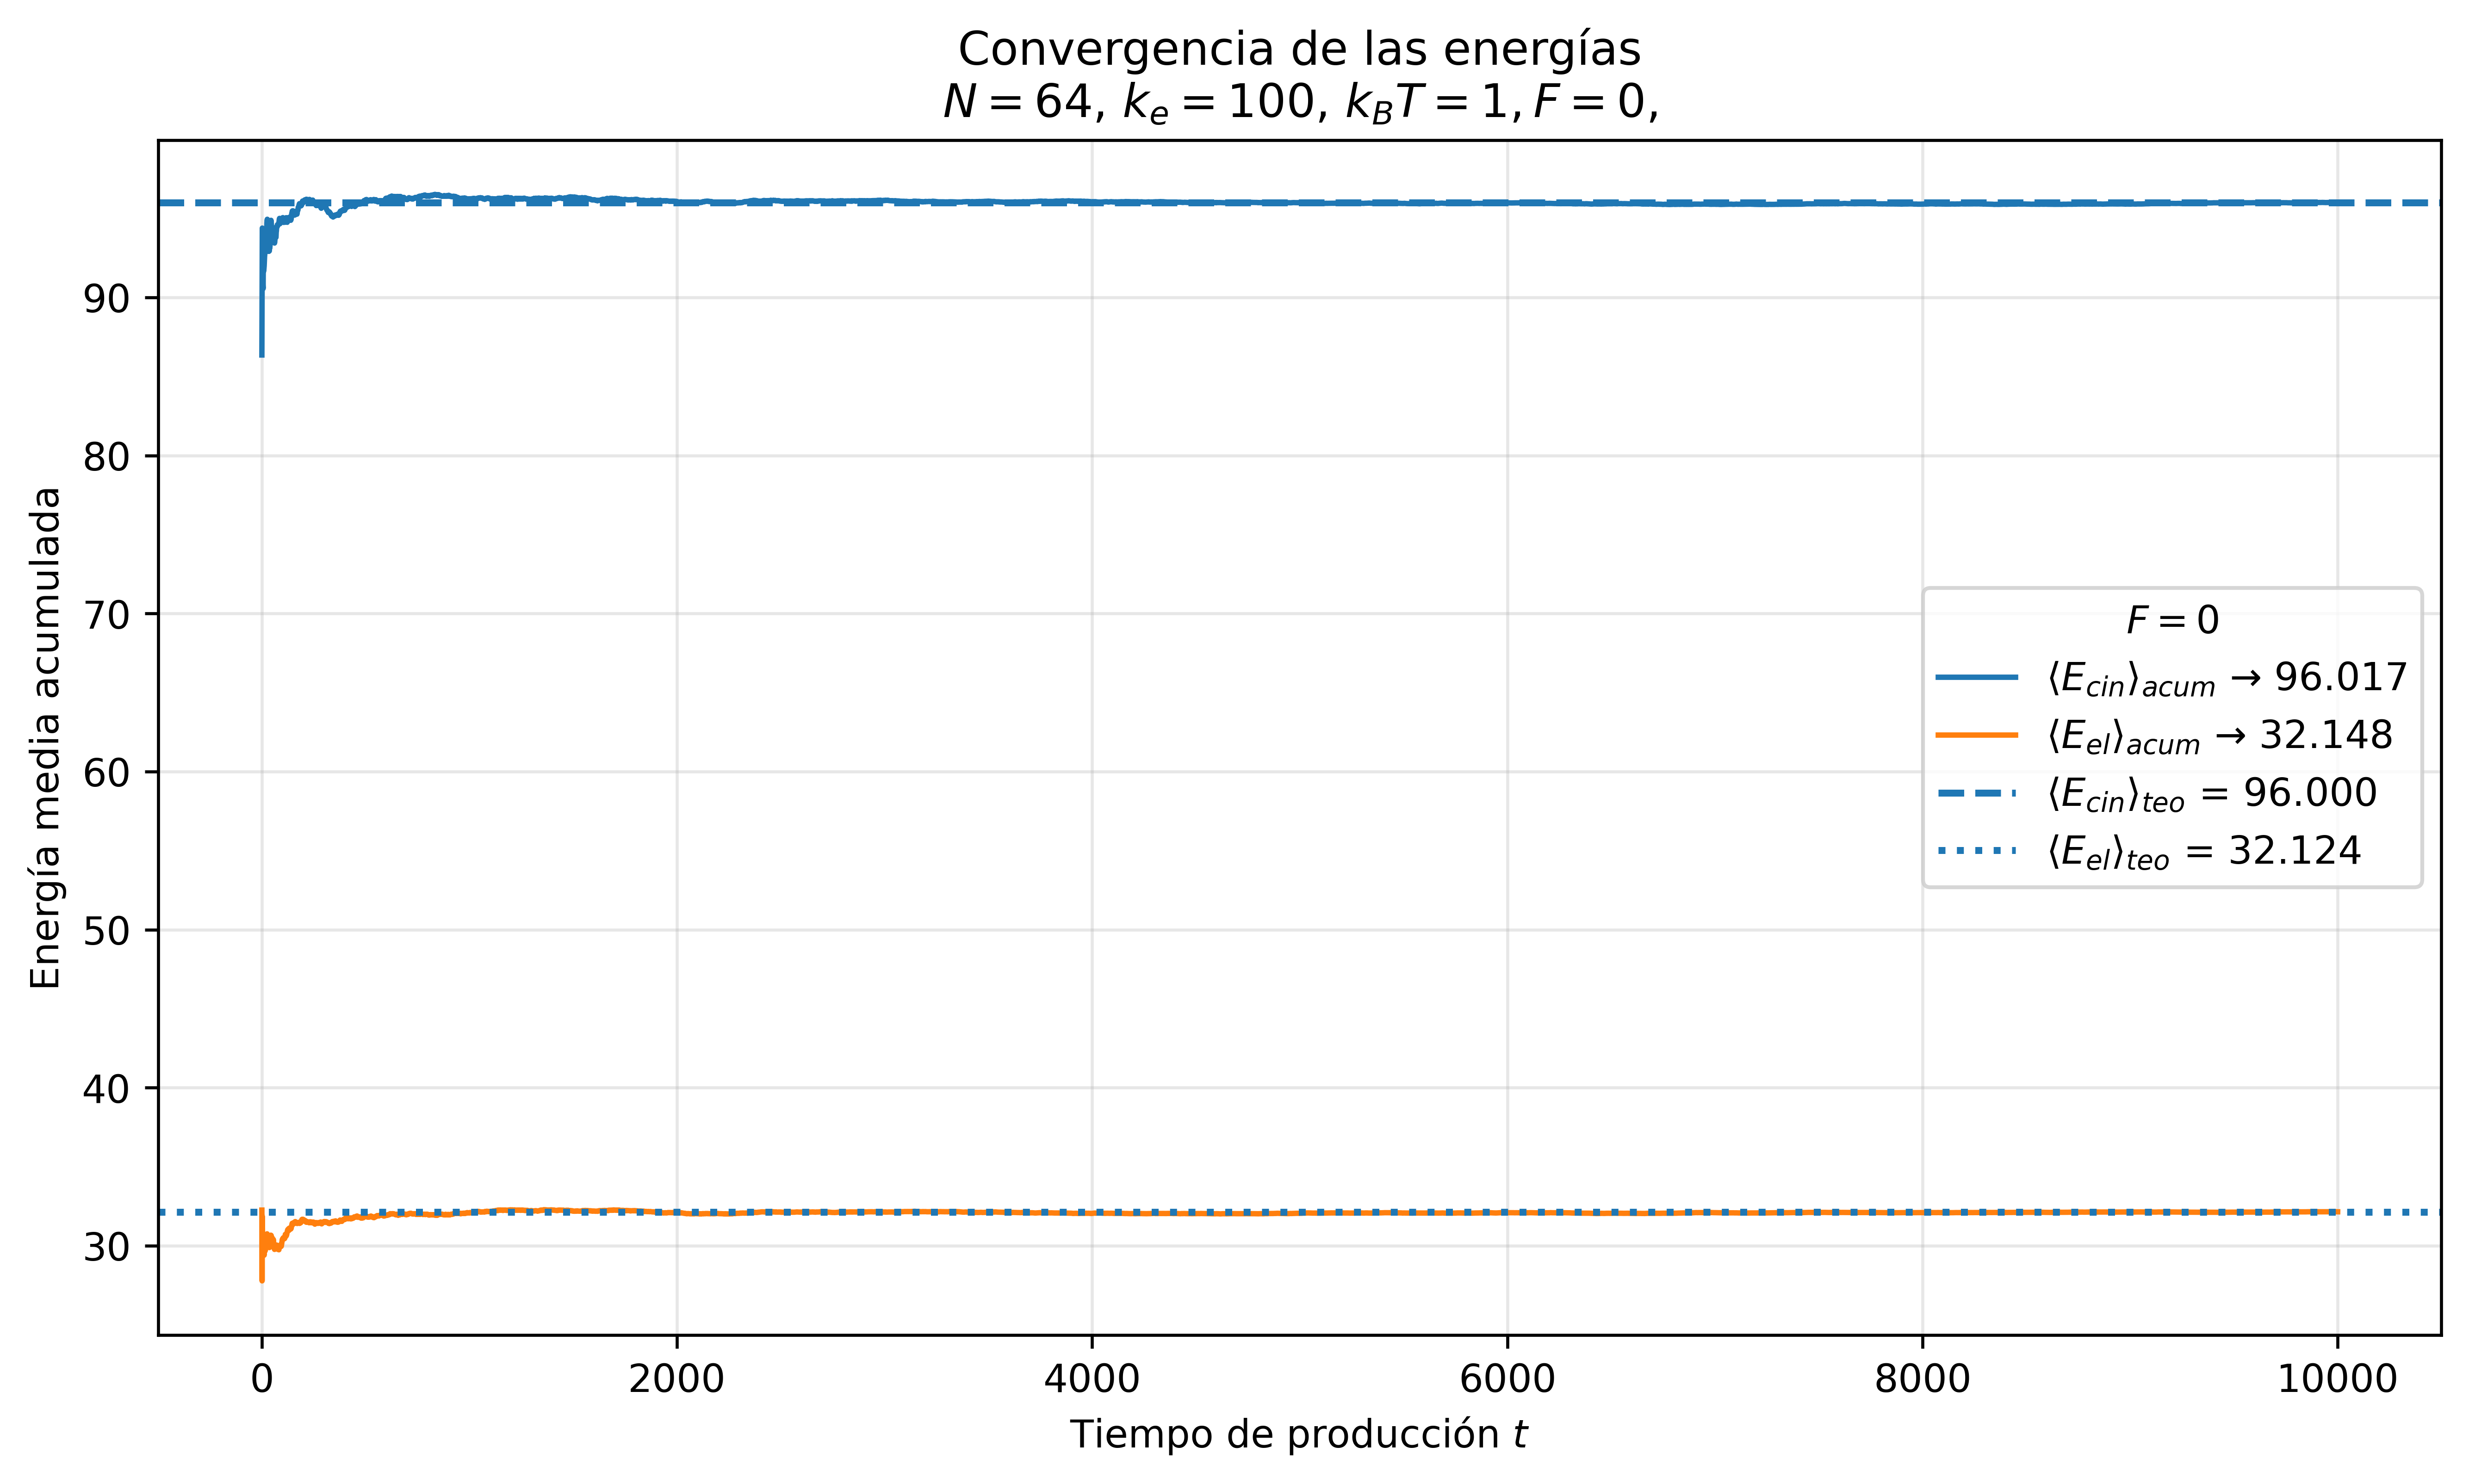 Convergencia de las energías
N = 64, kₑ = 100, k_BT = 1, F = 0,
Energía media acumulada
90
80
70
60
50
40
30
F = 0
⟨E_cin⟩_acum → 96.017
⟨E_el⟩_acum → 32.148
⟨E_cin⟩_teo = 96.000
⟨E_el⟩_teo = 32.124
0 2000 4000 6000 8000 10000
Tiempo de producción t